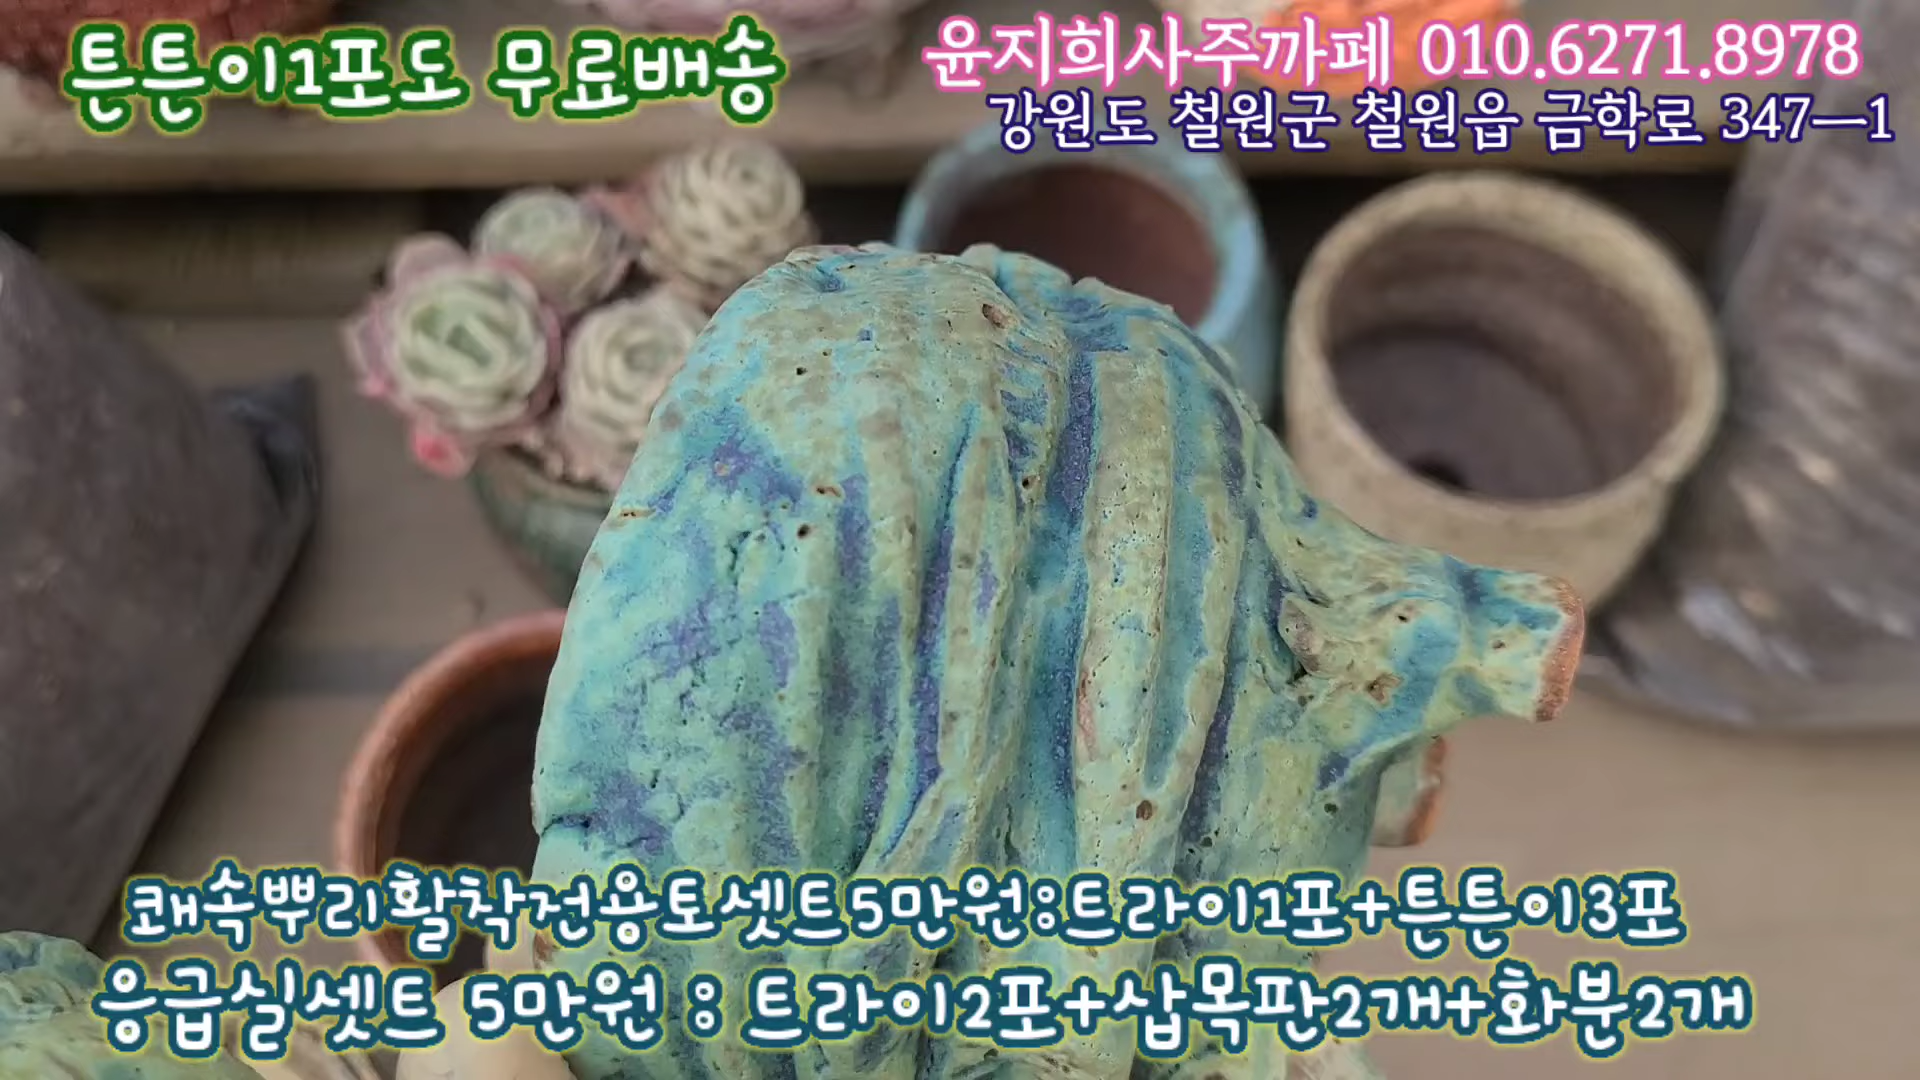 튼튼이1포도 무료배송
윤지희사주까페 010.6271.8978
강원도 철원군 철원읍 금학로 347—1
쾌속뿌리활착전용토셋트5만원:트라이1포+튼튼이3포
응급실셋트 5만원 : 트라이2포+삽목판2개+화분2개